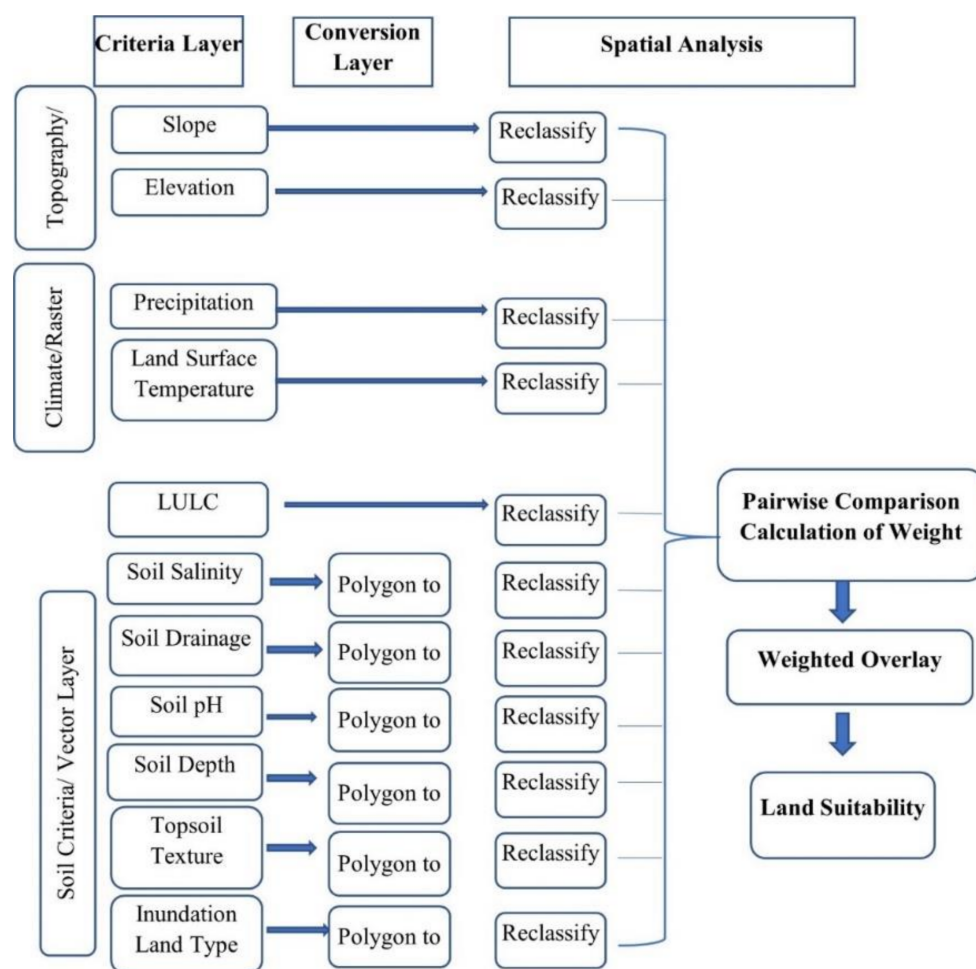 Criteria Layer
Conversion
Layer
Spatial Analysis
Topography/
Slope
Reclassify
Elevation
Reclassify
Climate/Raster
Precipitation
Reclassify
Land Surface
Temperature
Reclassify
LULC
Reclassify
Soil Criteria/ Vector Layer
Soil Salinity
Polygon to
Reclassify
Soil Drainage
Polygon to
Reclassify
Soil pH
Polygon to
Reclassify
Soil Depth
Polygon to
Reclassify
Topsoil
Texture
Polygon to
Reclassify
Inundation
Land Type
Polygon to
Reclassify
Pairwise Comparison
Calculation of Weight
Weighted Overlay
Land Suitability